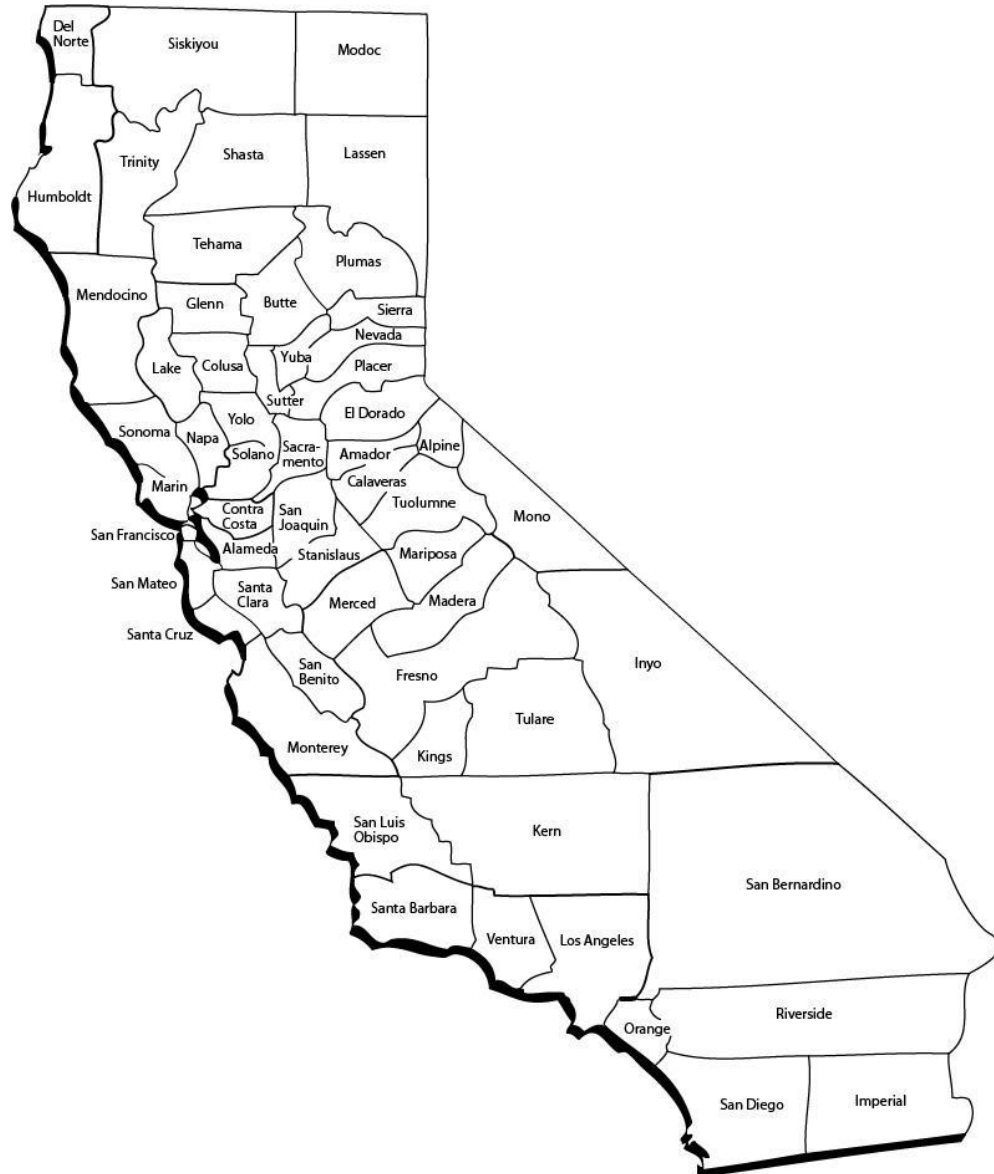 Del
Norte
Siskiyou
Modoc
Trinity
Shasta
Lassen
Humboldt
Tehama
Plumas
Mendocino
Glenn
Butte
Sierra
Nevada
Lake
Colusa
Yuba
Placer
Sutter
El Dorado
Sonoma
Napa
Yolo
Sacra-
mento
Solano
Amador
Alpine
Marin
Calaveras
Tuolumne
Contra
Costa
San
Joaquin
Mono
San Francisco
Alameda
Stanislaus
Mariposa
San Mateo
Santa
Clara
Merced
Madera
Santa Cruz
San
Benito
Fresno
Inyo
Tulare
Monterey
Kings
San Luis
Obispo
Kern
San Bernardino
Santa Barbara
Ventura
Los Angeles
Orange
Riverside
San Diego
Imperial